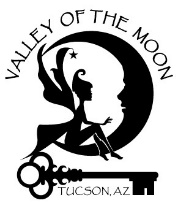 VALLEY OF THE MOON
TUCSON, AZ